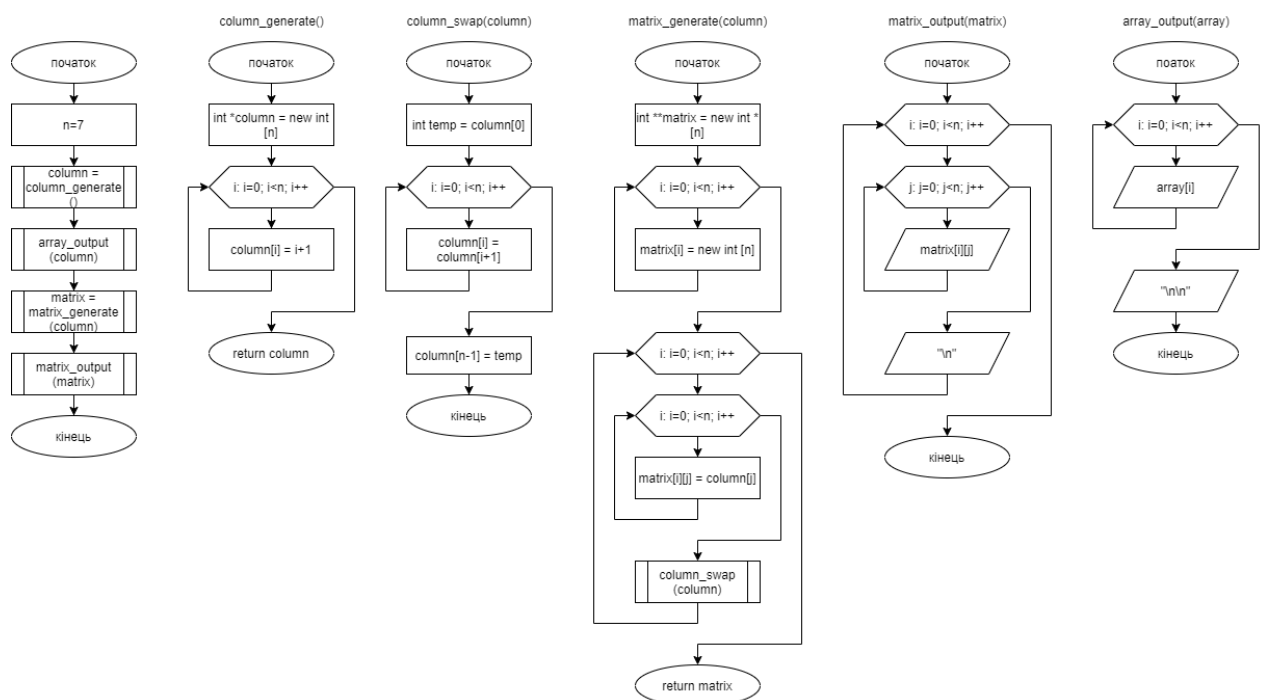 початок
n=7
column =
column_generate
()
array_output
(column)
matrix =
matrix_generate
(column)
matrix_output
(matrix)
кінець
column_generate()
початок
int *column = new int
[n]
i: i=0; i<n; i++
column[i] = i+1
return column
column_swap(column)
початок
int temp = column[0]
i: i=0; i<n; i++
column[i] =
column[i+1]
column[n-1] = temp
кінець
matrix_generate(column)
початок
int **matrix = new int *
[n]
i: i=0; i<n; i++
matrix[i] = new int [n]
i: i=0; i<n; i++
i: i=0; i<n; i++
matrix[i][j] = column[j]
column_swap
(column)
return matrix
matrix_output(matrix)
початок
i: i=0; i<n; i++
j: j=0; j<n; j++
matrix[i][j]
"\n"
кінець
array_output(array)
поаток
i: i=0; i<n; i++
array[i]
"\n\n"
кінець